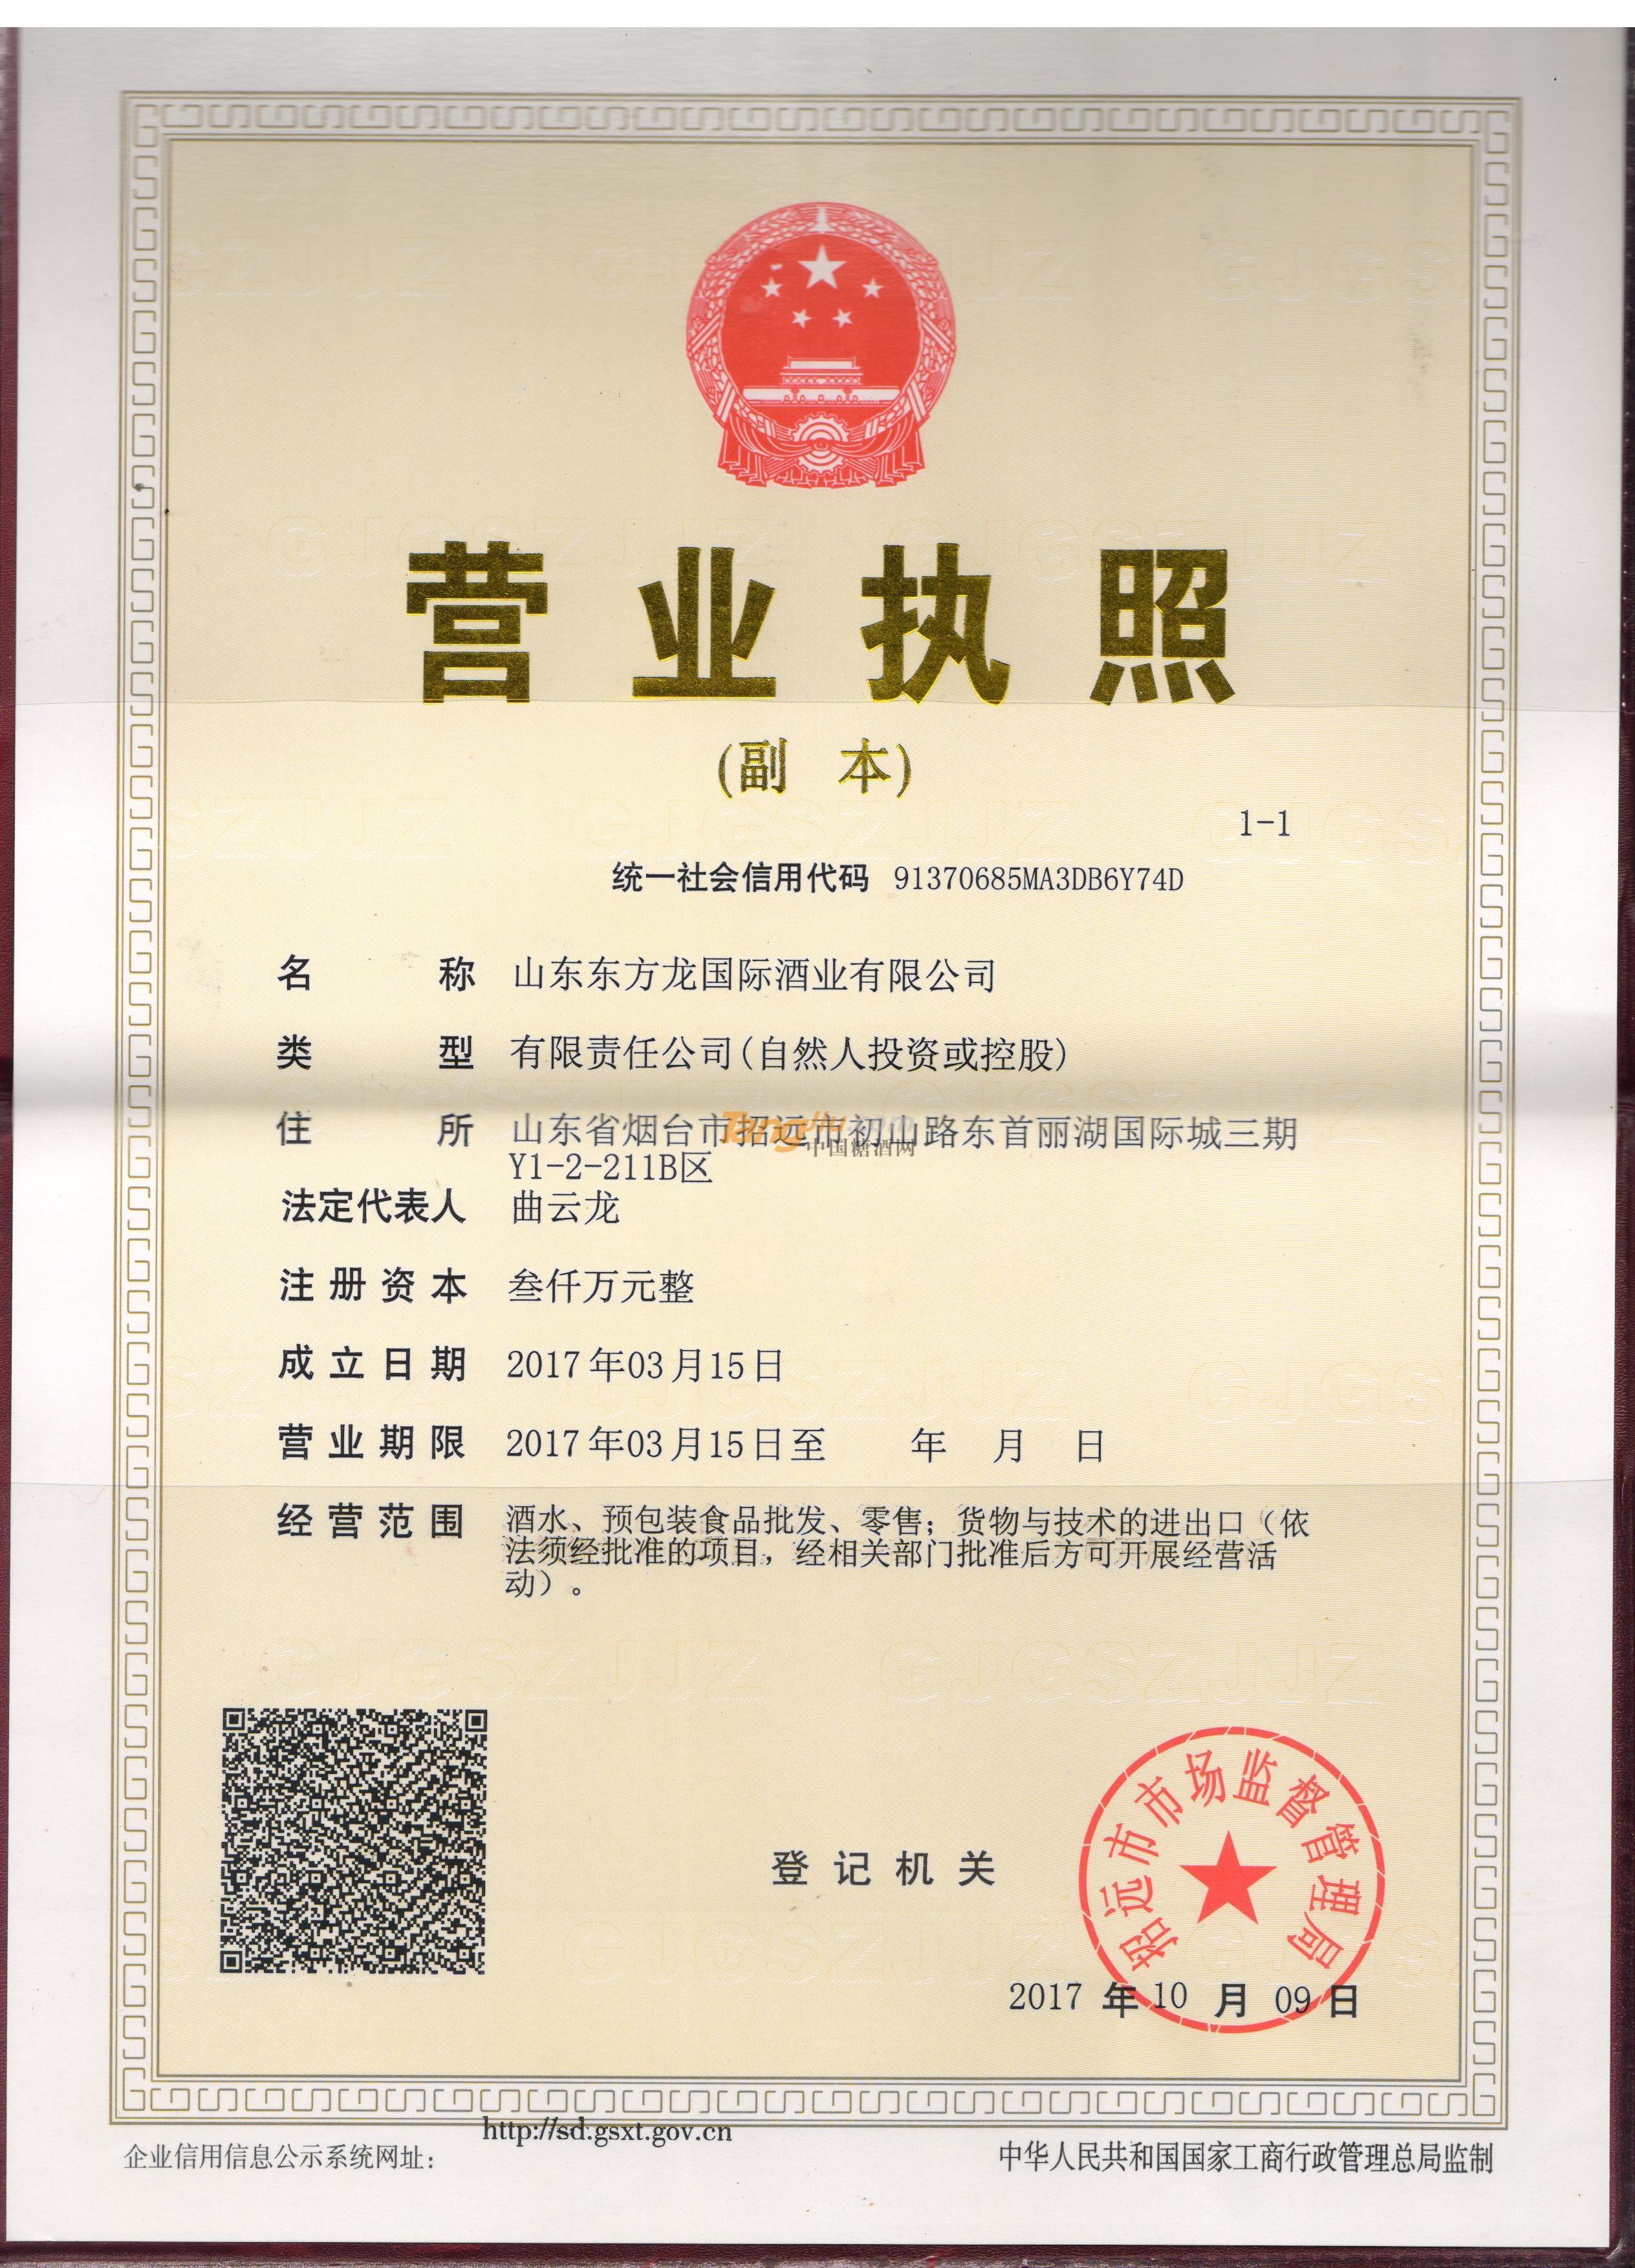 营业执照
(副 本)
1-1
统一社会信用代码 91370685MA3DB6Y74D
名 称 山东东方龙国际酒业有限公司
类 型 有限责任公司(自然人投资或控股)
住 所 山东省烟台市招远市初山路东首丽湖国际城三期
Y1-2-211B区
Tangjiu.com
中国糖酒网
法定代表人 曲云龙
注册资本 叁仟万元整
成立日期 2017年03月15日
营业期限 2017年03月15日至 年 月 日
经营范围 酒水、预包装食品批发、零售；货物与技术的进出口（依
法须经批准的项目，经相关部门批准后方可开展经营活
动）。
登记机关
招远市市场监督管理局
2017 年 10 月 09 日
http://sd.gsxt.gov.cn
企业信用信息公示系统网址：
中华人民共和国国家工商行政管理总局监制